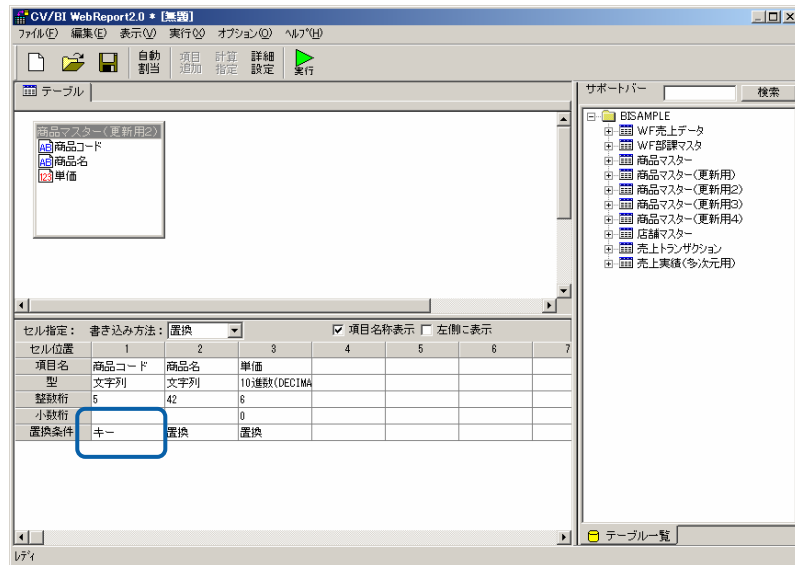 CV/BI WebReport2.0 * [無題]
ファイル(F) 編集(E) 表示(V) 実行(X) オプション(O) ヘルプ(H)
自動割当 項目追加 計算指定 詳細設定 実行
テーブル
サポートバー 検索
商品マスター(更新用2)
商品コード
商品名
単価
BISAMPLE
WF売上データ
WF部課マスタ
商品マスター
商品マスター(更新用)
商品マスター(更新用2)
商品マスター(更新用3)
商品マスター(更新用4)
店舗マスター
売上トランザクション
売上実績(多次元用)
セル指定: 書き込み方法: 置換 項目名称表示 左側に表示
セル位置 1 2 3 4 5 6 7
項目名 商品コード 商品名 単価
型 文字列 文字列 10進数(DECIMA
整数桁 5 42 6
小数桁 0
置換条件 キー 置換 置換
テーブル一覧
レディ